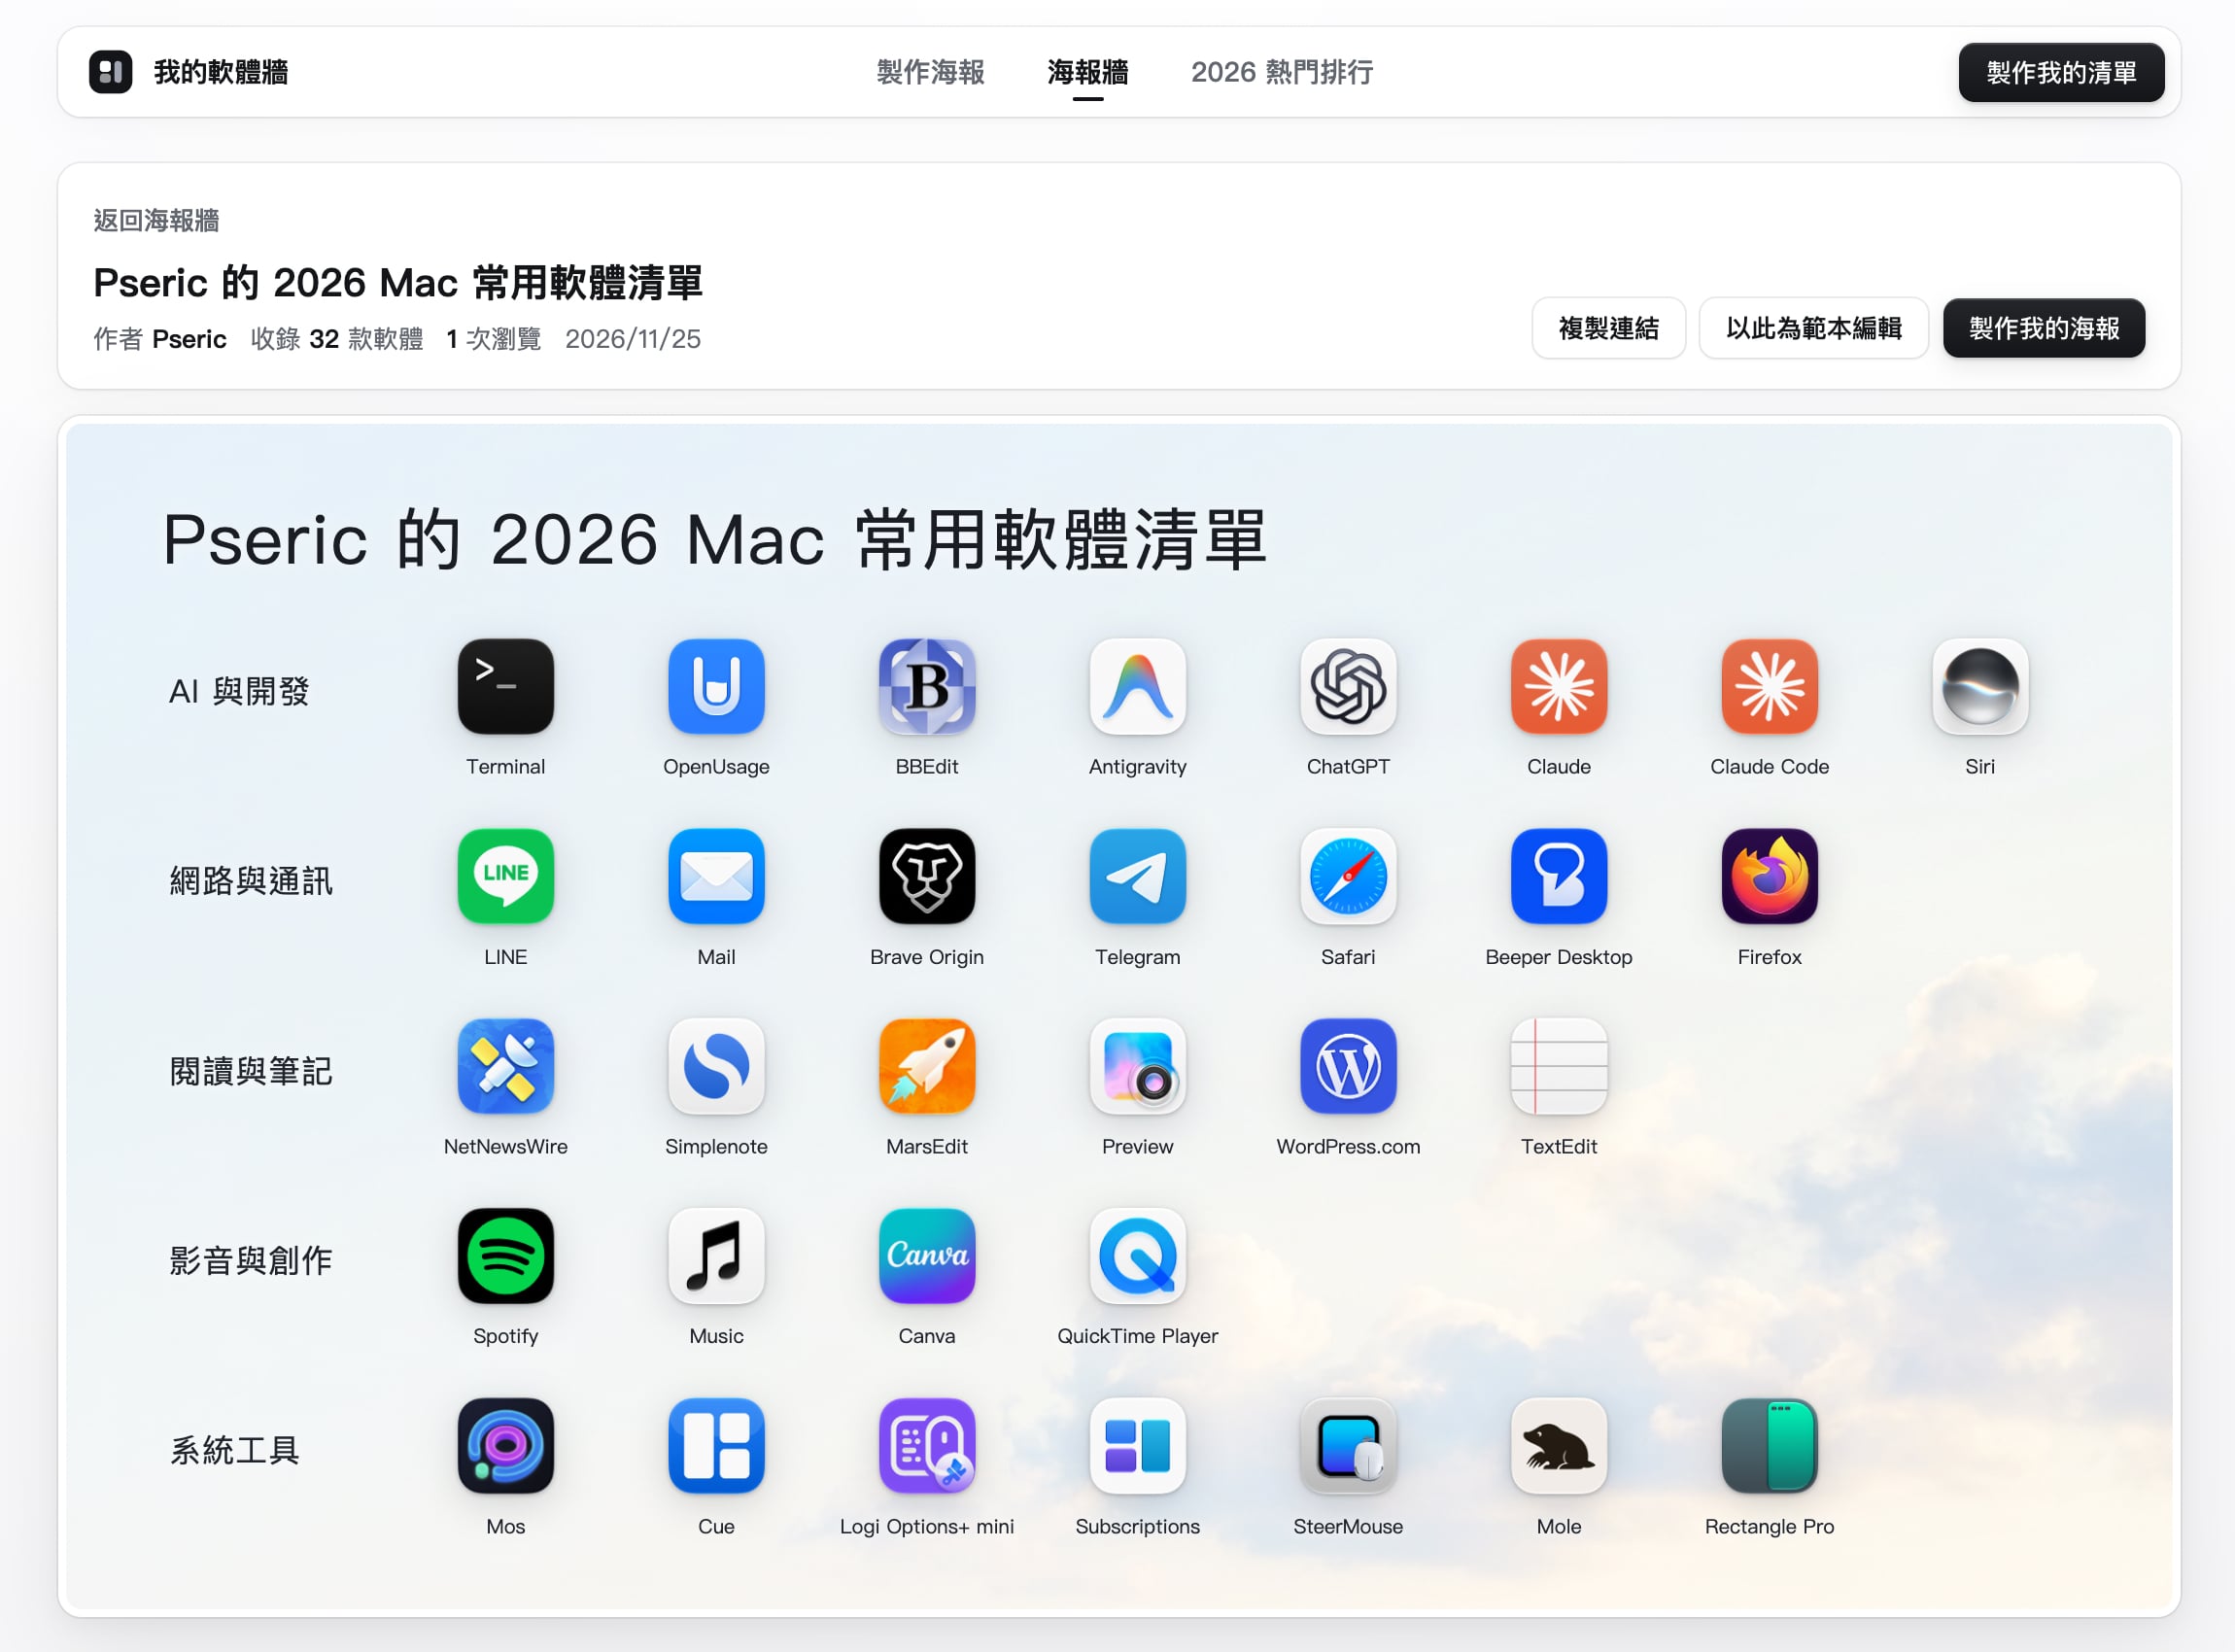 我的軟體牆
製作海報 海報牆 2026 熱門排行
製作我的清單
返回海報牆
Pseric 的 2026 Mac 常用軟體清單
作者 Pseric 收錄 32 款軟體 1 次瀏覽 2026/11/25
複製連結 以此為範本編輯 製作我的海報
Pseric 的 2026 Mac 常用軟體清單
AI 與開發
>_
B
Terminal OpenUsage BBEdit Antigravity ChatGPT Claude Claude Code Siri
網路與通訊
LINE
LINE Mail Brave Origin Telegram Safari Beeper Desktop Firefox
閱讀與筆記
W
NetNewsWire Simplenote MarsEdit Preview WordPress.com TextEdit
影音與創作
Canva
Spotify Music Canva QuickTime Player
系統工具
Mos Cue Logi Options+ mini Subscriptions SteerMouse Mole Rectangle Pro